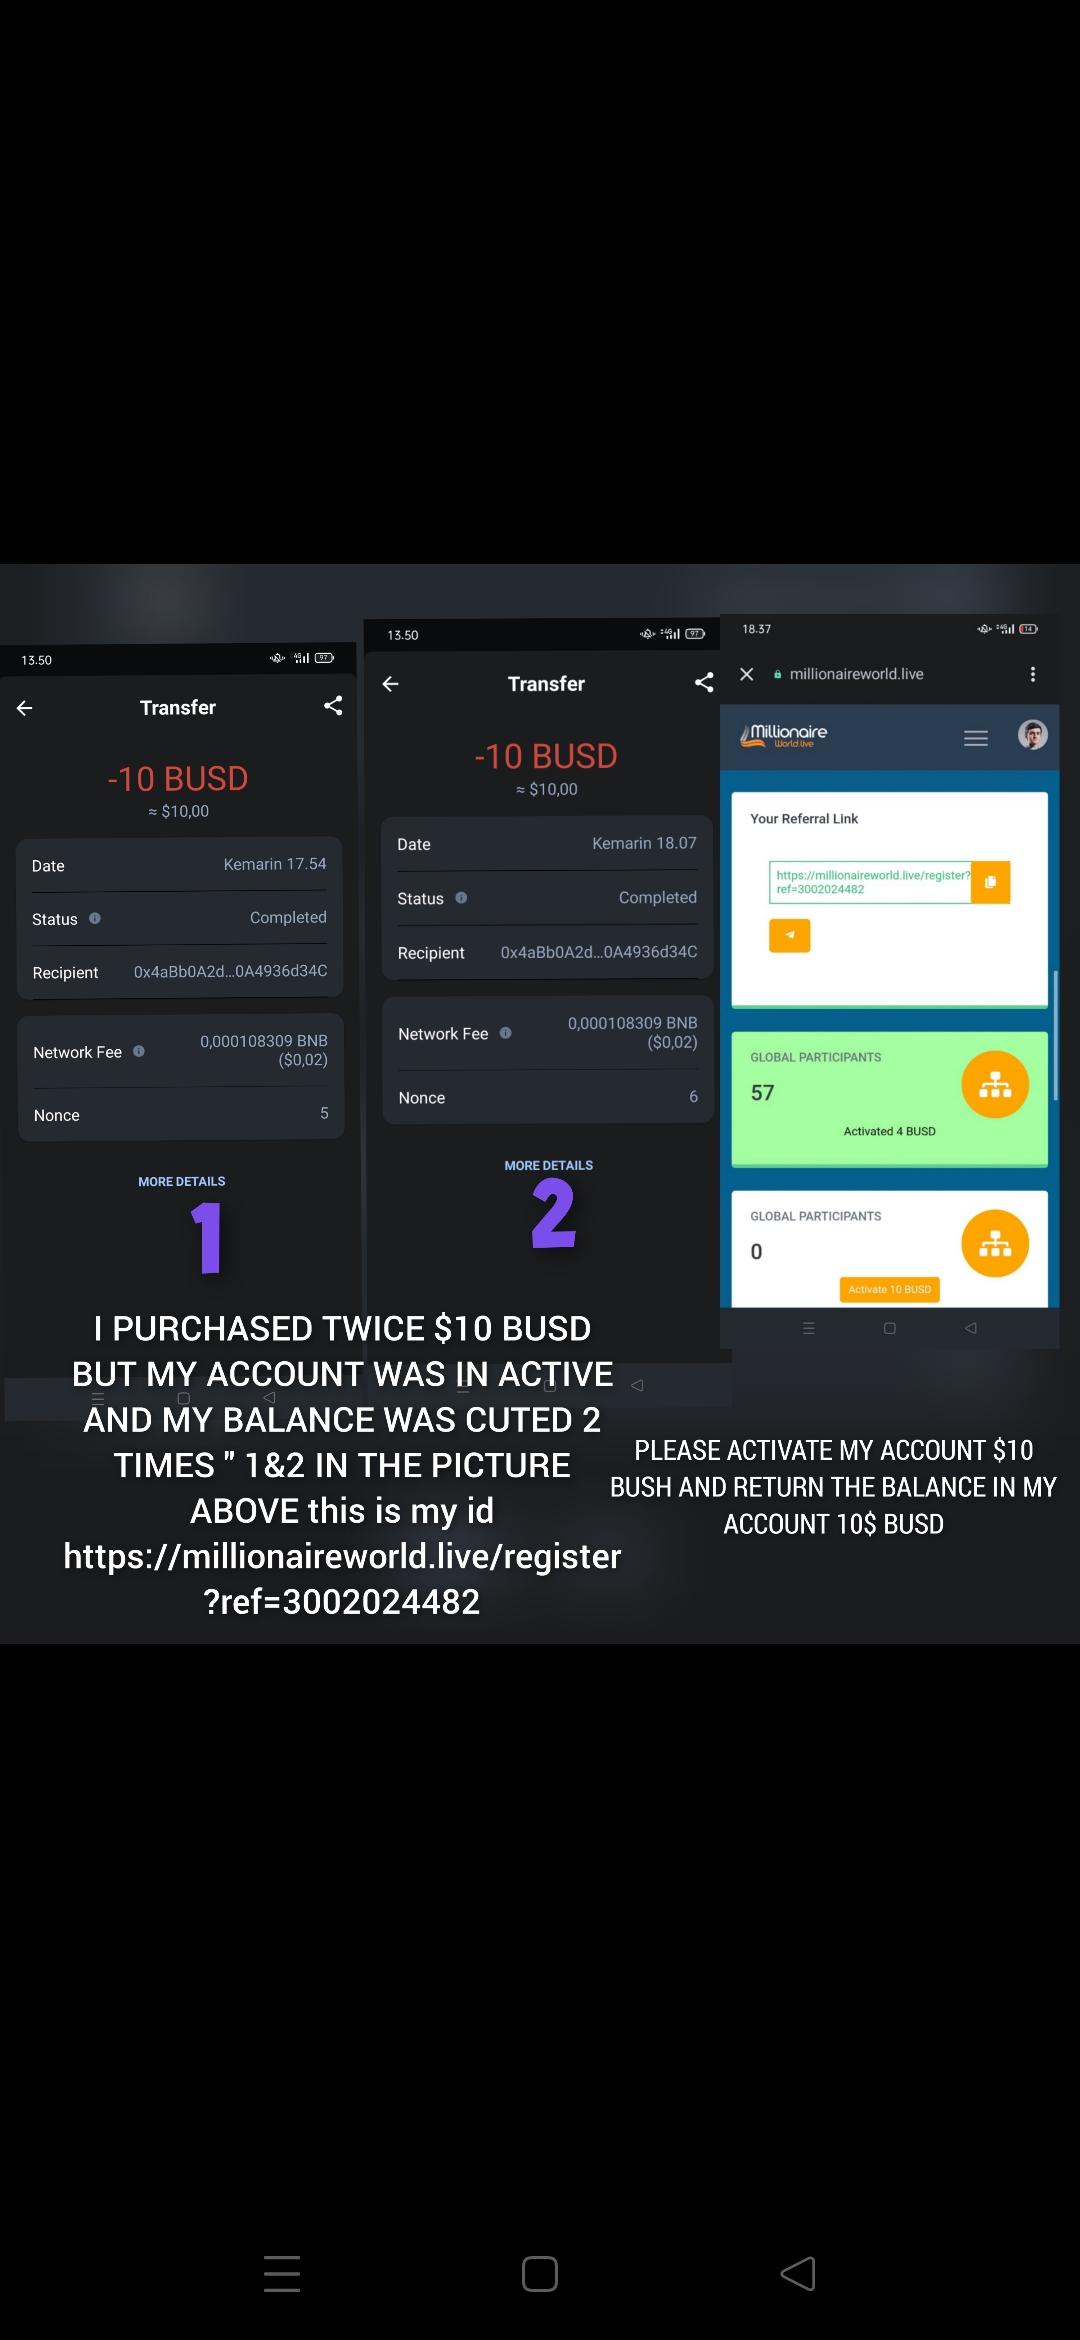 13.50
97
Transfer
-10 BUSD
≈ $10,00
Date Kemarin 17.54
Status Completed
Recipient 0x4aBb0A2d...0A4936d34C
Network Fee 0,000108309 BNB
($0,02)
Nonce 5
MORE DETAILS
1
13.50
97
Transfer
-10 BUSD
≈ $10,00
Date Kemarin 18.07
Status Completed
Recipient 0x4aBb0A2d...0A4936d34C
Network Fee 0,000108309 BNB
($0,02)
Nonce 6
MORE DETAILS
2
18.37
14
millionaireworld.live
Millionaire
World.live
Your Referral Link
https://millionaireworld.live/register?
ref=3002024482
GLOBAL PARTICIPANTS
57
Activated 4 BUSD
GLOBAL PARTICIPANTS
0
Activate 10 BUSD
I PURCHASED TWICE $10 BUSD
BUT MY ACCOUNT WAS IN ACTIVE
AND MY BALANCE WAS CUTED 2
TIMES " 1&2 IN THE PICTURE
ABOVE this is my id
https://millionaireworld.live/register
?ref=3002024482
PLEASE ACTIVATE MY ACCOUNT $10
BUSH AND RETURN THE BALANCE IN MY
ACCOUNT 10$ BUSD